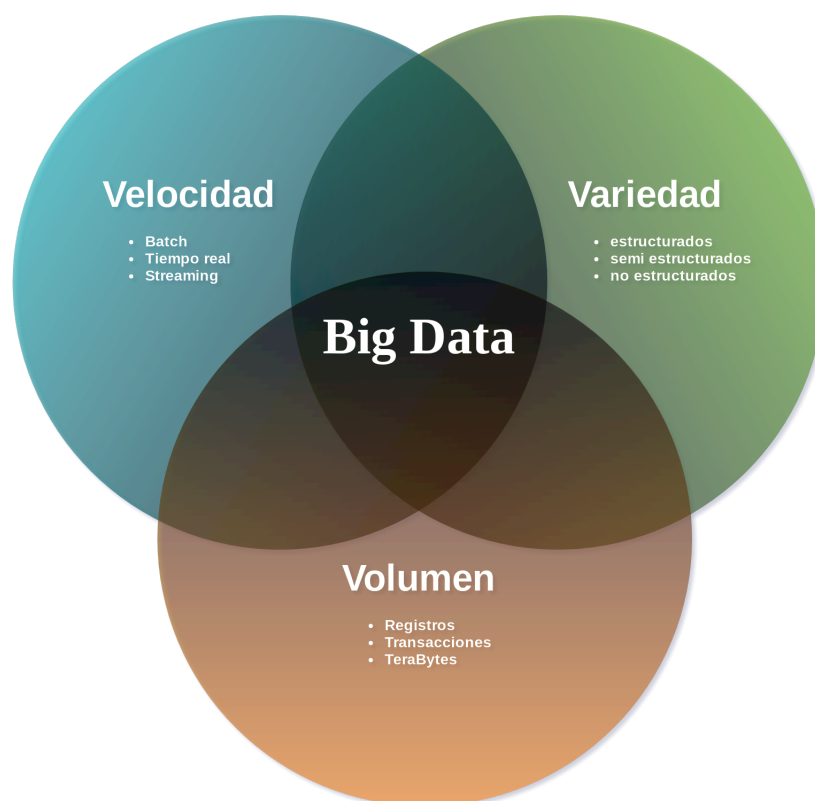 Velocidad
• Batch
• Tiempo real
• Streaming
Variedad
• estructurados
• semi estructurados
• no estructurados
Big Data
Volumen
• Registros
• Transacciones
• TeraBytes